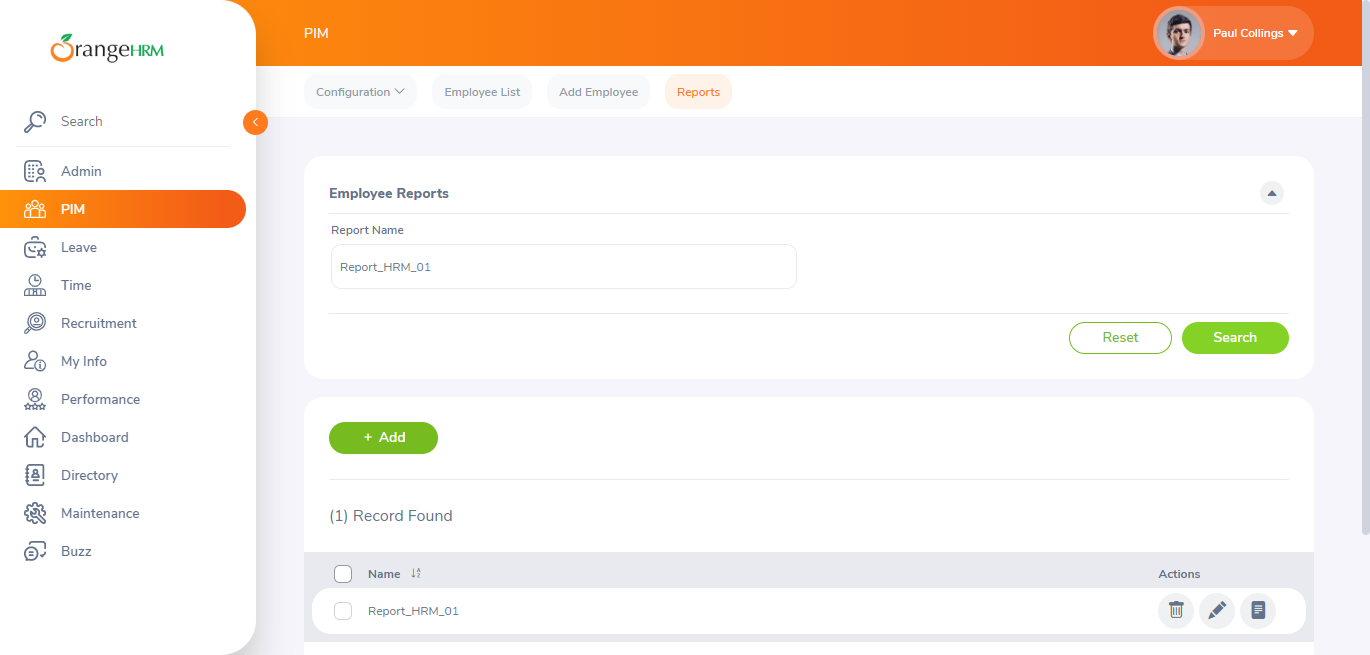 OrangeHRM
PIM
Paul Collings
Configuration
Employee List
Add Employee
Reports
Search
Admin
PIM
Leave
Time
Recruitment
My Info
Performance
Dashboard
Directory
Maintenance
Buzz
Employee Reports
Report Name
Report_HRM_01
Reset
Search
+ Add
(1) Record Found
Name
Actions
Report_HRM_01